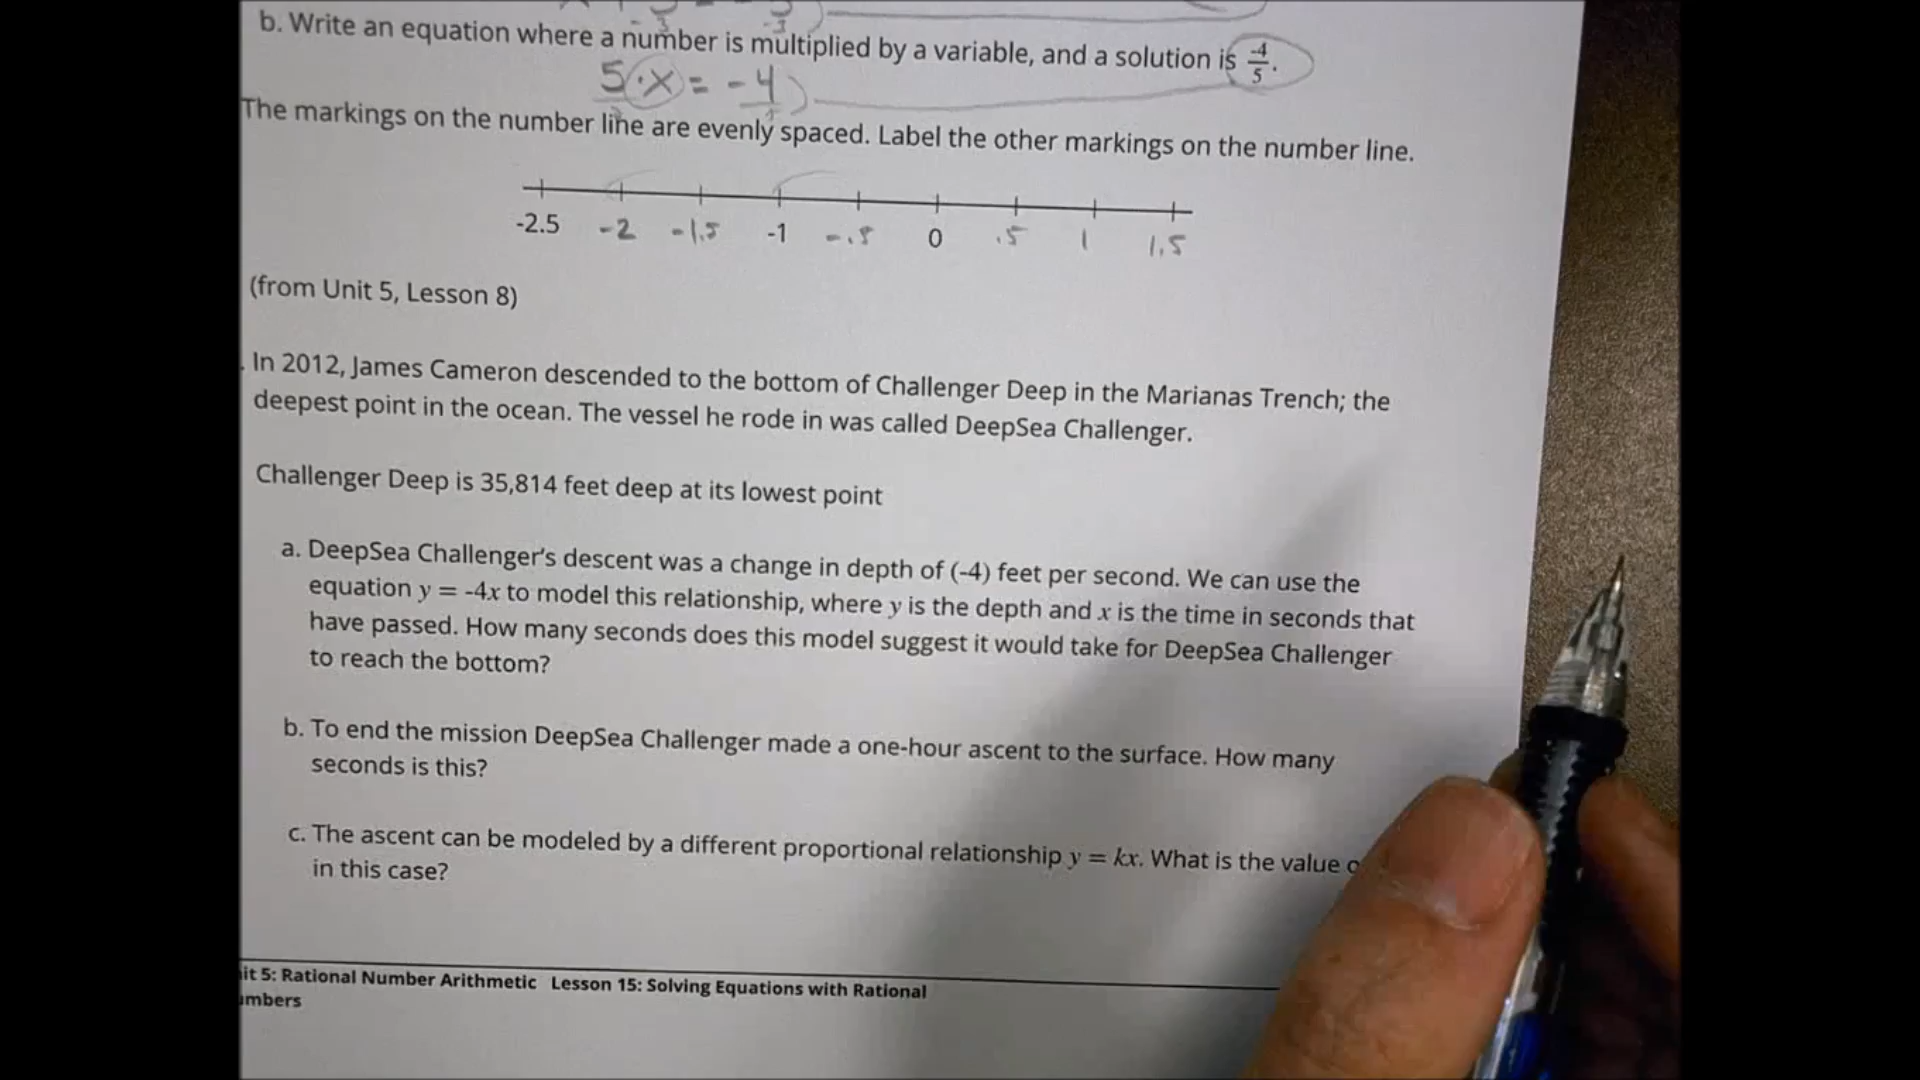 b. Write an equation where a number is multiplied by a variable, and a solution is -4/5.
5 · x = -4
The markings on the number line are evenly spaced. Label the other markings on the number line.
-2.5 -2 -1.5 -1 -.5 0 .5 1 1.5
(from Unit 5, Lesson 8)
. In 2012, James Cameron descended to the bottom of Challenger Deep in the Marianas Trench; the
deepest point in the ocean. The vessel he rode in was called DeepSea Challenger.
Challenger Deep is 35,814 feet deep at its lowest point
a. DeepSea Challenger's descent was a change in depth of (-4) feet per second. We can use the
equation y = -4x to model this relationship, where y is the depth and x is the time in seconds that
have passed. How many seconds does this model suggest it would take for DeepSea Challenger
to reach the bottom?
b. To end the mission DeepSea Challenger made a one-hour ascent to the surface. How many
seconds is this?
c. The ascent can be modeled by a different proportional relationship y = kx. What is the value
in this case?
it 5: Rational Number Arithmetic Lesson 15: Solving Equations with Rational
mbers